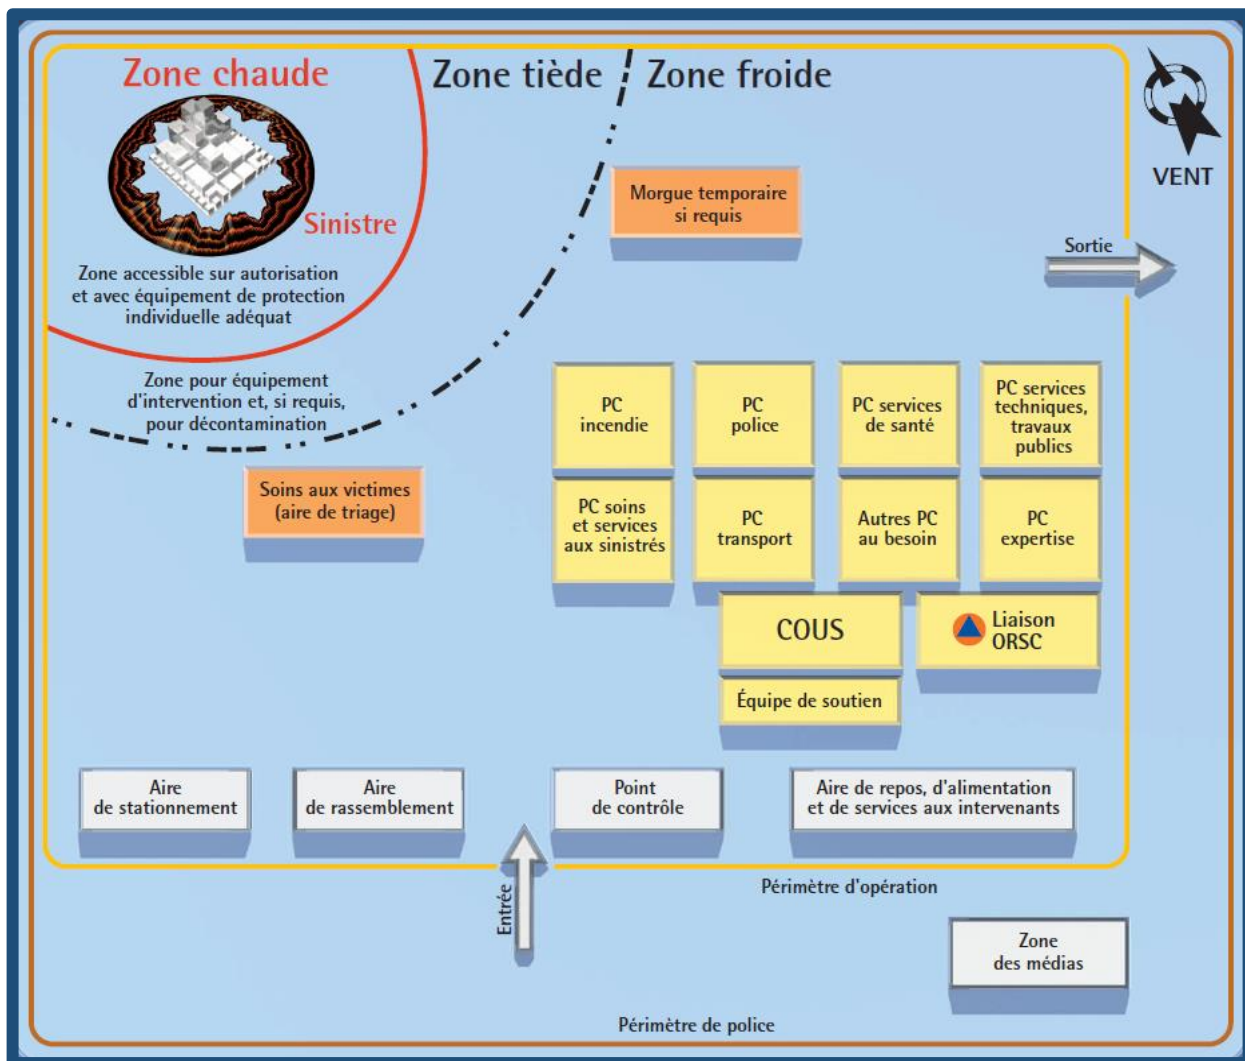 Zone chaude
Zone tiède
Zone froide
VENT
Sinistre
Zone accessible sur autorisation
et avec équipement de protection
individuelle adéquat
Morgue temporaire
si requis
Sortie
Zone pour équipement
d'intervention et, si requis,
pour décontamination
Soins aux victimes
(aire de triage)
PC
incendie
PC
police
PC services
de santé
PC services
techniques,
travaux
publics
PC soins
et services
aux sinistrés
PC
transport
Autres PC
au besoin
PC
expertise
COUS
Liaison
ORSC
Équipe de soutien
Aire
de stationnement
Aire
de rassemblement
Point
de contrôle
Aire de repos, d'alimentation
et de services aux intervenants
Entrée
Périmètre d'opération
Zone
des médias
Périmètre de police